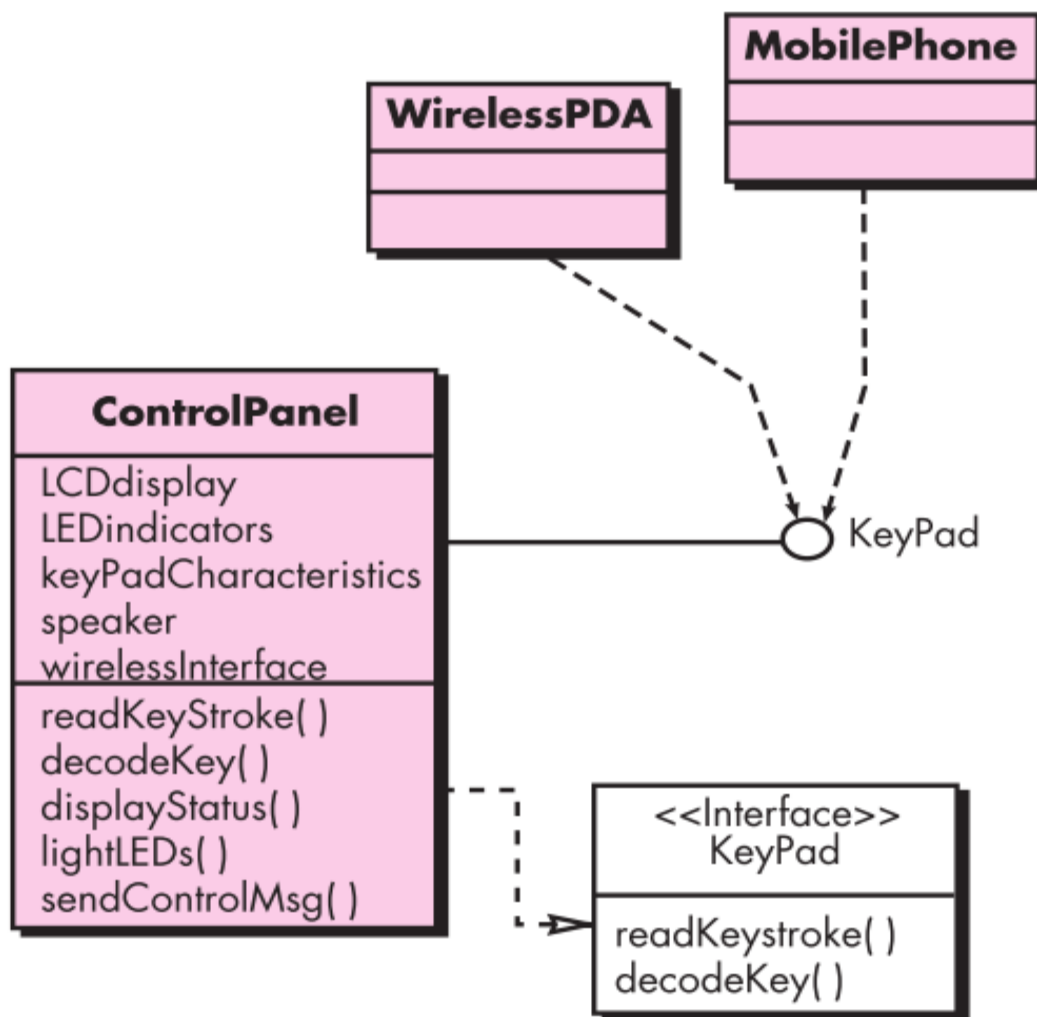 MobilePhone
WirelessPDA
ControlPanel
LCDdisplay
LEDindicators
keyPadCharacteristics
speaker
wirelessInterface
readKeyStroke( )
decodeKey( )
displayStatus( )
lightLEDs( )
sendControlMsg( )
KeyPad
<<Interface>>
KeyPad
readKeystroke( )
decodeKey( )